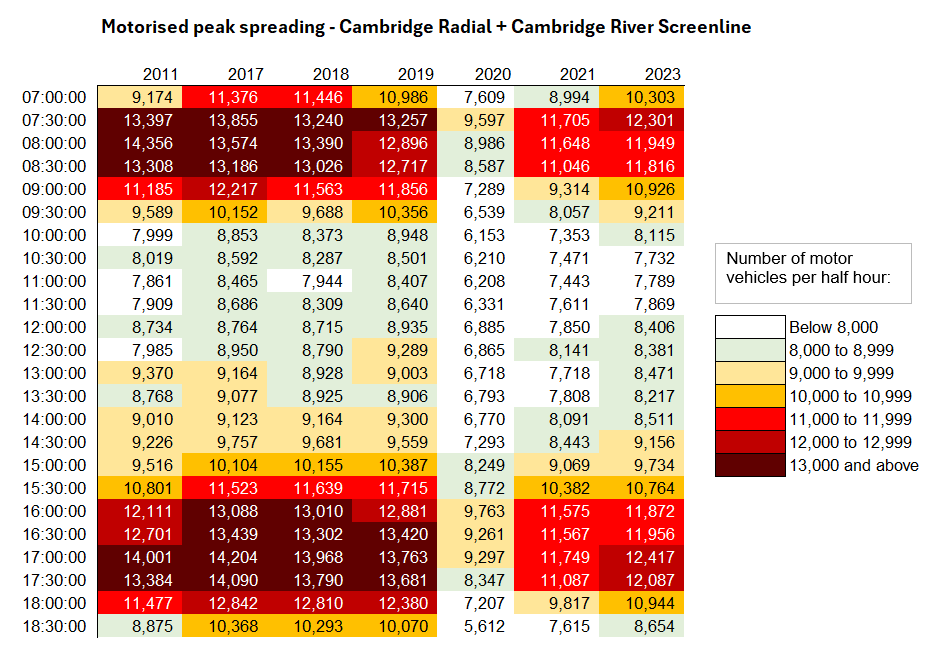 Motorised peak spreading - Cambridge Radial + Cambridge River Screenline
2011 2017 2018 2019 2020 2021 2023
07:00:00 9,174 11,376 11,446 10,986 7,609 8,994 10,303
07:30:00 13,397 13,855 13,240 13,257 9,597 11,705 12,301
08:00:00 14,356 13,574 13,390 12,896 8,986 11,648 11,949
08:30:00 13,308 13,186 13,026 12,717 8,587 11,046 11,816
09:00:00 11,185 12,217 11,563 11,856 7,289 9,314 10,926
09:30:00 9,589 10,152 9,688 10,356 6,539 8,057 9,211
10:00:00 7,999 8,853 8,373 8,948 6,153 7,353 8,115
10:30:00 8,019 8,592 8,287 8,501 6,210 7,471 7,732
11:00:00 7,861 8,465 7,944 8,407 6,208 7,443 7,789
11:30:00 7,909 8,686 8,309 8,640 6,331 7,611 7,869
12:00:00 8,734 8,764 8,715 8,935 6,885 7,850 8,406
12:30:00 7,985 8,950 8,790 9,289 6,865 8,141 8,381
13:00:00 9,370 9,164 8,928 9,003 6,718 7,718 8,471
13:30:00 8,768 9,077 8,925 8,906 6,793 7,808 8,217
14:00:00 9,010 9,123 9,164 9,300 6,770 8,091 8,511
14:30:00 9,226 9,757 9,681 9,559 7,293 8,443 9,156
15:00:00 9,516 10,104 10,155 10,387 8,249 9,069 9,734
15:30:00 10,801 11,523 11,639 11,715 8,772 10,382 10,764
16:00:00 12,111 13,088 13,010 12,881 9,763 11,575 11,872
16:30:00 12,701 13,439 13,302 13,420 9,261 11,567 11,956
17:00:00 14,001 14,204 13,968 13,763 9,297 11,749 12,417
17:30:00 13,384 14,090 13,790 13,681 8,347 11,087 12,087
18:00:00 11,477 12,842 12,810 12,380 7,207 9,817 10,944
18:30:00 8,875 10,368 10,293 10,070 5,612 7,615 8,654
Number of motor
vehicles per half hour:
Below 8,000
8,000 to 8,999
9,000 to 9,999
10,000 to 10,999
11,000 to 11,999
12,000 to 12,999
13,000 and above